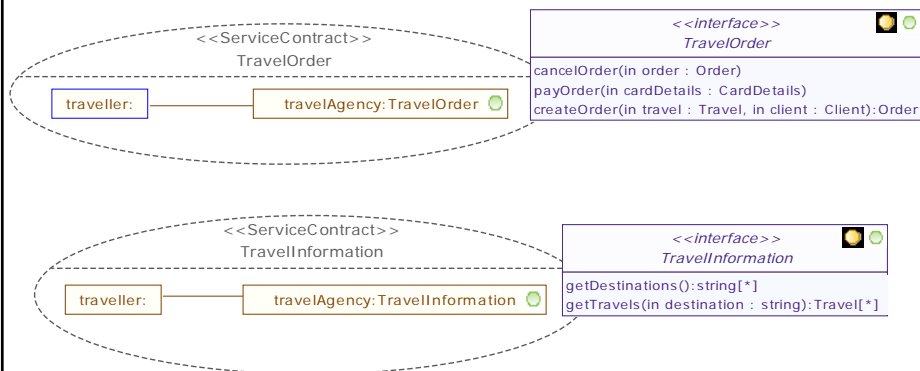 <<ServiceContract>>
TravelOrder
traveller:
travelAgency:TravelOrder
<<interface>>
TravelOrder
cancelOrder(in order : Order)
payOrder(in cardDetails : CardDetails)
createOrder(in travel : Travel, in client : Client):Order
<<ServiceContract>>
TravelInformation
traveller:
travelAgency:TravelInformation
<<interface>>
TravelInformation
getDestinations():string[*]
getTravels(in destination : string):Travel[*]